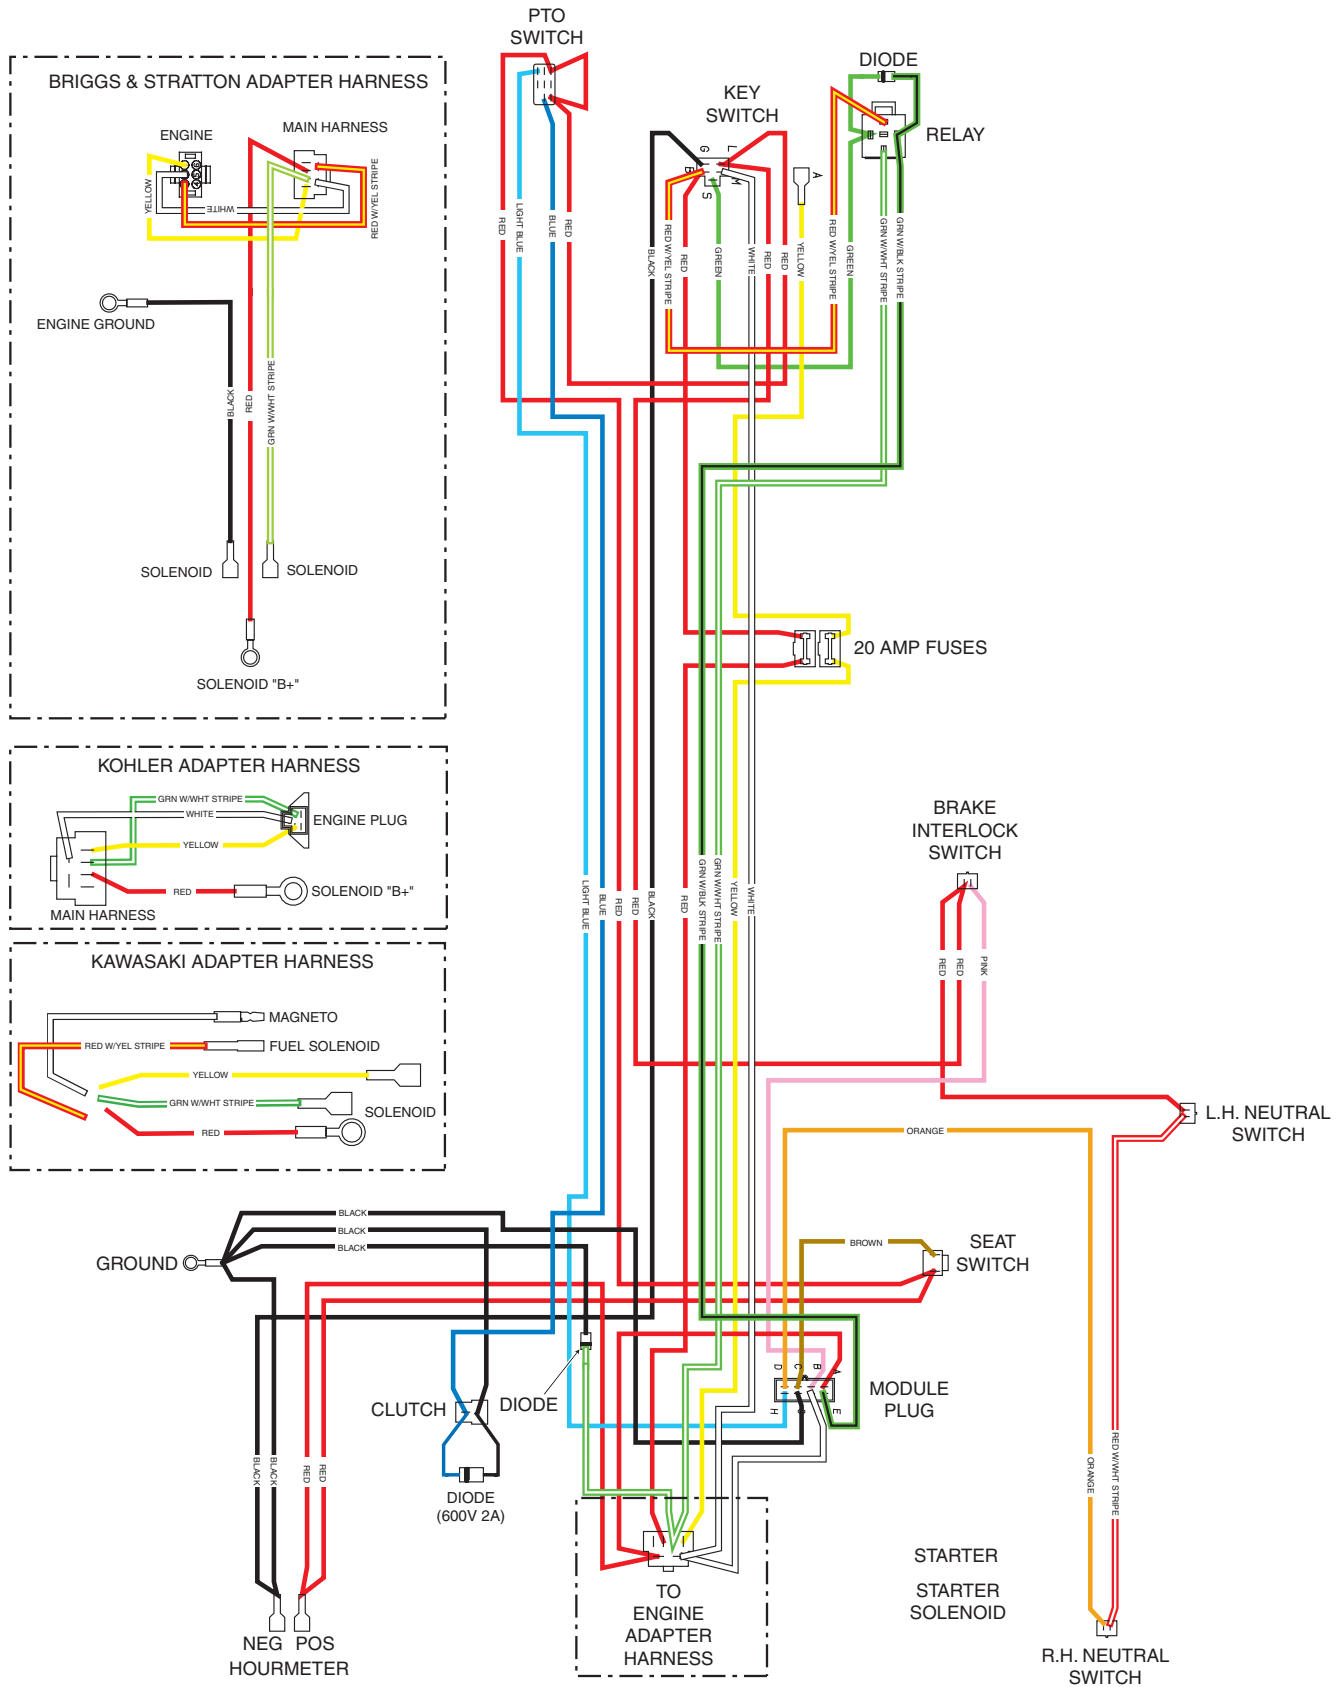 PTO
SWITCH
KEY
SWITCH
DIODE
RELAY
G
L
B
M
S
A
E
RED
LIGHT BLUE
BLUE
RED
BLACK
RED W/YEL STRIPE
RED
GREEN
WHITE
RED
RED
YELLOW
RED W/YEL STRIPE
GREEN
GRN W/WHT STRIPE
GRN W/BLK STRIPE
BRIGGS & STRATTON ADAPTER HARNESS
ENGINE
MAIN HARNESS
YELLOW
WHITE
RED W/YEL STRIPE
ENGINE GROUND
BLACK
RED
GRN W/WHT STRIPE
SOLENOID
SOLENOID
SOLENOID "B+"
20 AMP FUSES
KOHLER ADAPTER HARNESS
GRN W/WHT STRIPE
WHITE
ENGINE PLUG
YELLOW
RED
SOLENOID "B+"
MAIN HARNESS
LIGHT BLUE
BLUE
RED
RED
BLACK
RED
GRN W/BLK STRIPE
GRN W/WHT STRIPE
YELLOW
WHITE
BRAKE
INTERLOCK
SWITCH
RED
RED
PINK
KAWASAKI ADAPTER HARNESS
MAGNETO
RED W/YEL STRIPE
FUEL SOLENOID
YELLOW
GRN W/WHT STRIPE
SOLENOID
RED
L.H. NEUTRAL
SWITCH
ORANGE
BLACK
BLACK
BLACK
GROUND
BROWN
SEAT
SWITCH
D
C
B
A
H
G
E
MODULE
PLUG
CLUTCH
DIODE
DIODE
(600V 2A)
BLACK
BLACK
RED
RED
ORANGE
RED W/WHT STRIPE
TO
ENGINE
ADAPTER
HARNESS
STARTER
STARTER
SOLENOID
NEG
POS
HOURMETER
R.H. NEUTRAL
SWITCH